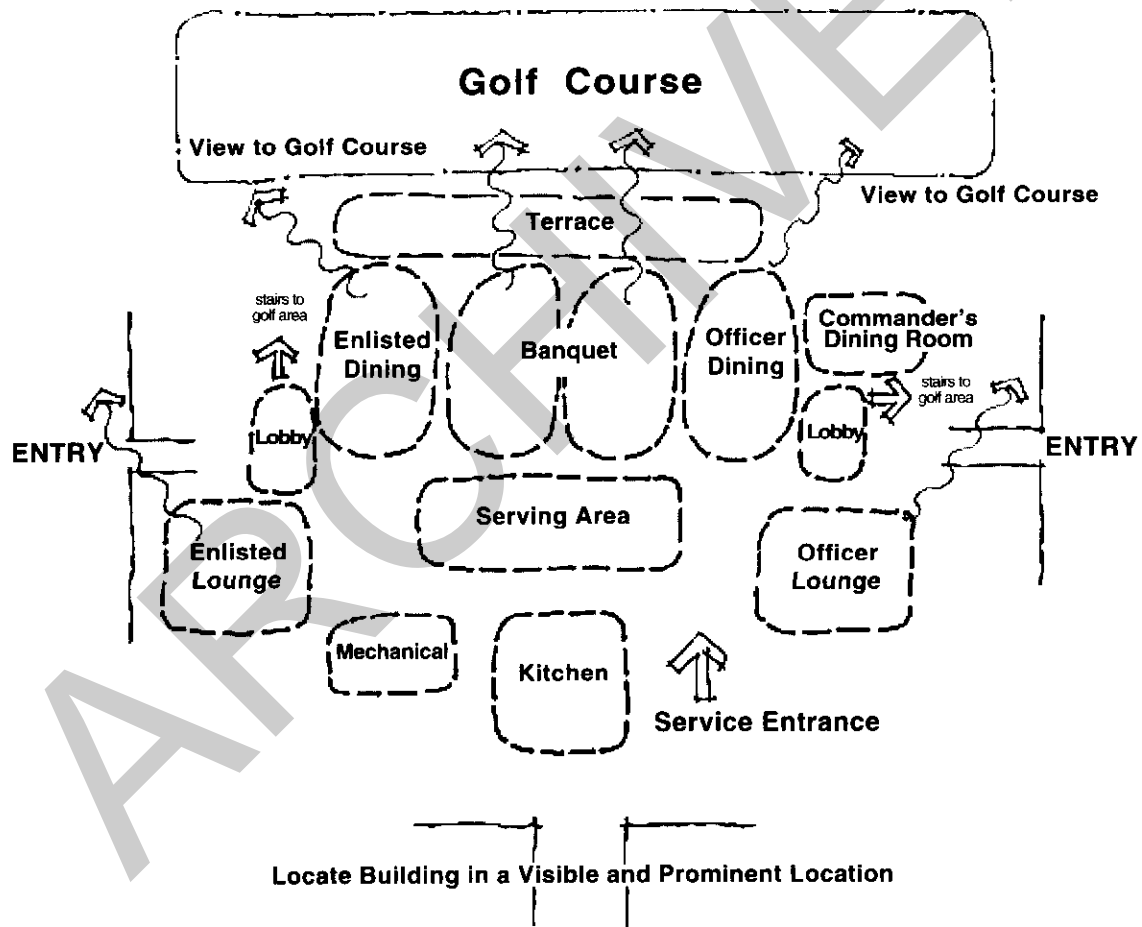 Golf Course
View to Golf Course
View to Golf Course
Terrace
stairs to
golf area
Enlisted
Dining
Banquet
Officer
Dining
Commander's
Dining Room
stairs to
golf area
Lobby
Lobby
ENTRY
ENTRY
Serving Area
Enlisted
Lounge
Officer
Lounge
Mechanical
Kitchen
Service Entrance
Locate Building in a Visible and Prominent Location
ARCHIVE